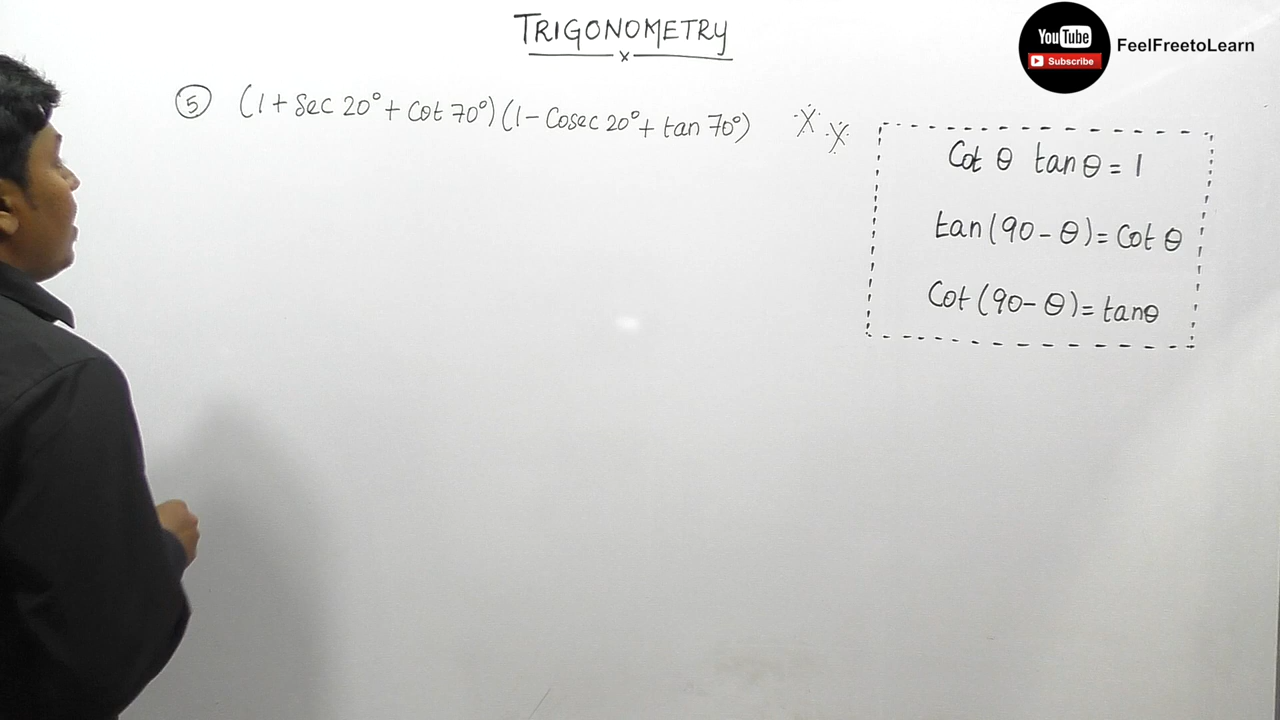 TRIGONOMETRY
x
YouTube
Subscribe
FeelFreetoLearn
⑤ (1 + Sec 20° + Cot 70°) (1 - Cosec 20° + tan 70°)
Cot θ tan θ = 1
tan (90 - θ) = Cot θ
Cot (90 - θ) = tan θ